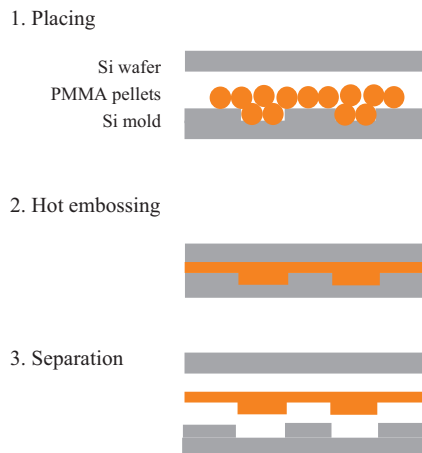 1. Placing
Si wafer
PMMA pellets
Si mold
2. Hot embossing
3. Separation